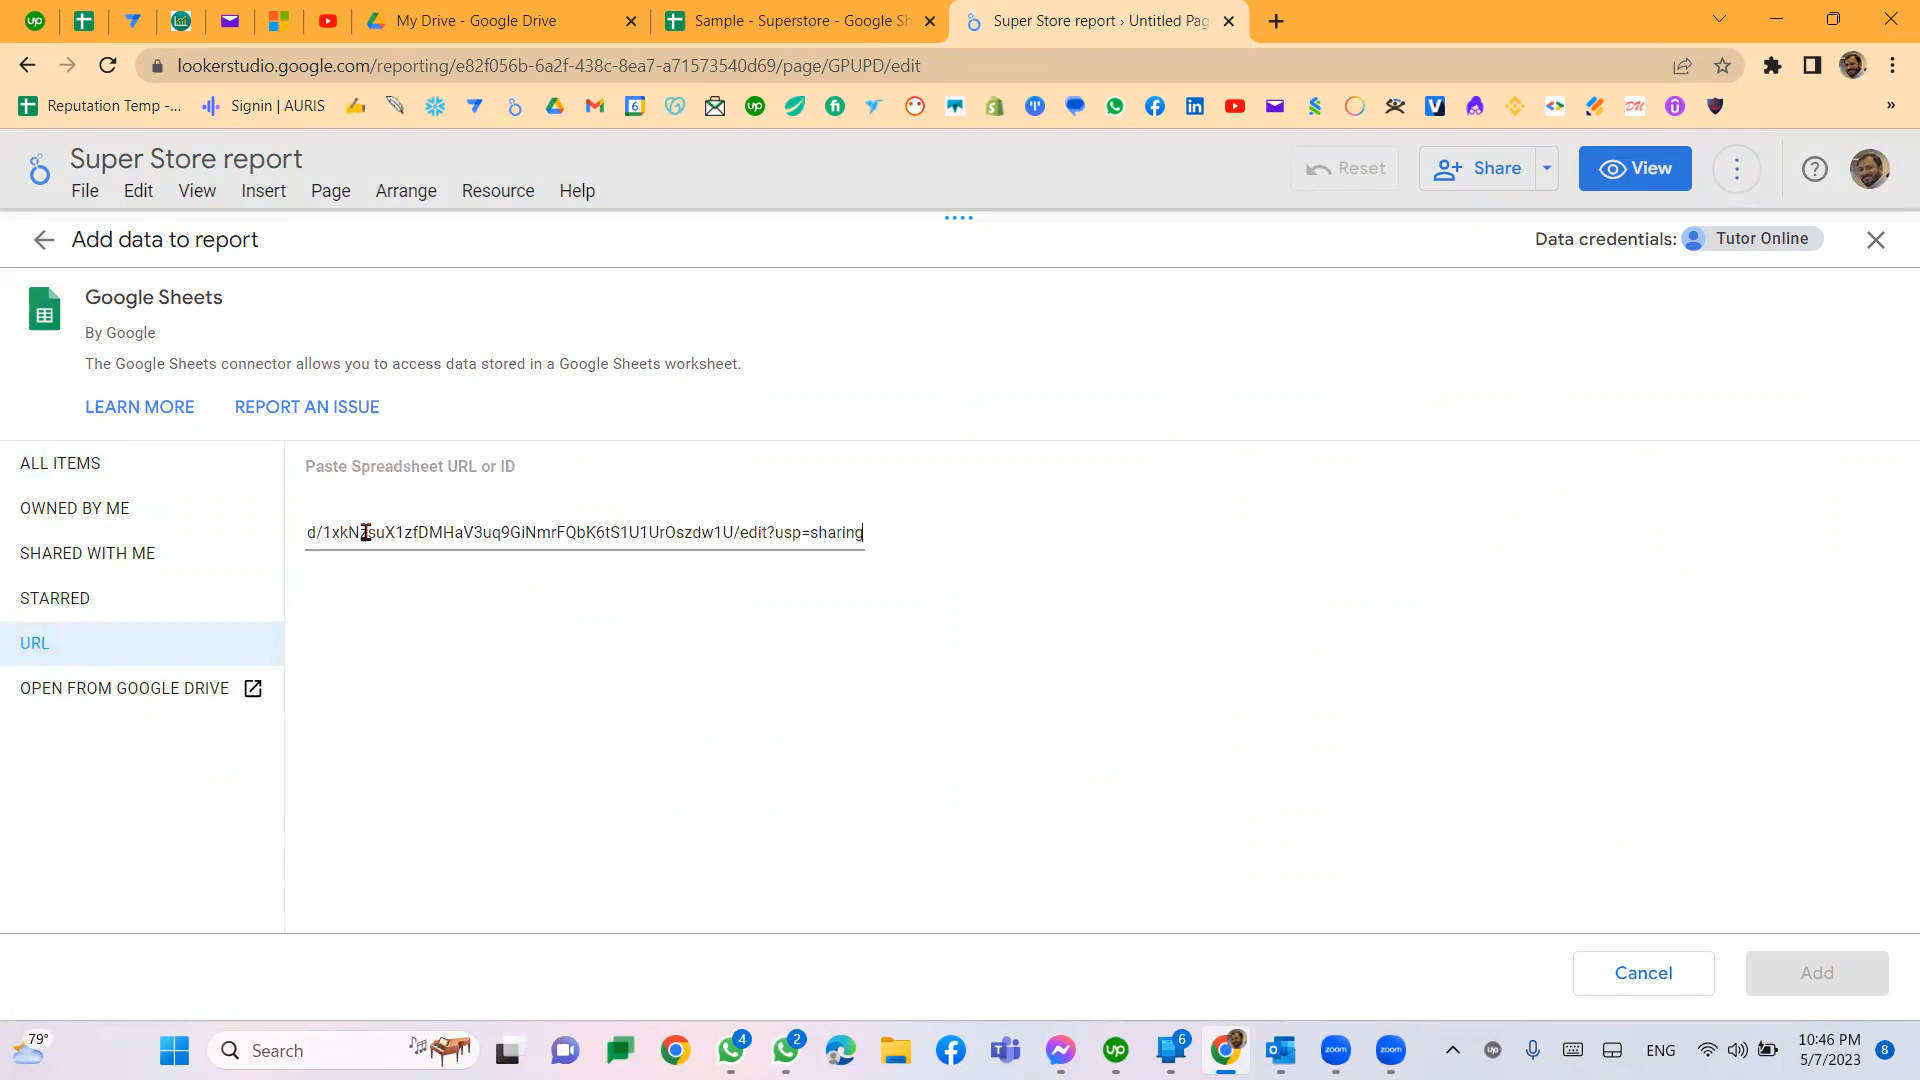 My Drive - Google Drive
Sample - Superstore - Google Sh
Super Store report › Untitled Pag
lookerstudio.google.com/reporting/e82f056b-6a2f-438c-8ea7-a71573540d69/page/GPUPD/edit
Reputation Temp -...
Signin | AURIS
Super Store report
Reset
Share
View
File Edit View Insert Page Arrange Resource Help
Add data to report
Data credentials: Tutor Online
Google Sheets
By Google
The Google Sheets connector allows you to access data stored in a Google Sheets worksheet.
LEARN MORE REPORT AN ISSUE
ALL ITEMS
Paste Spreadsheet URL or ID
OWNED BY ME
d/1xkNzsuX1zfDMHaV3uq9GiNmrFQbK6tS1U1UrOszdw1U/edit?usp=sharing
SHARED WITH ME
STARRED
URL
OPEN FROM GOOGLE DRIVE
Cancel Add
79°
Search
4
2
6
ENG
10:46 PM
5/7/2023
8